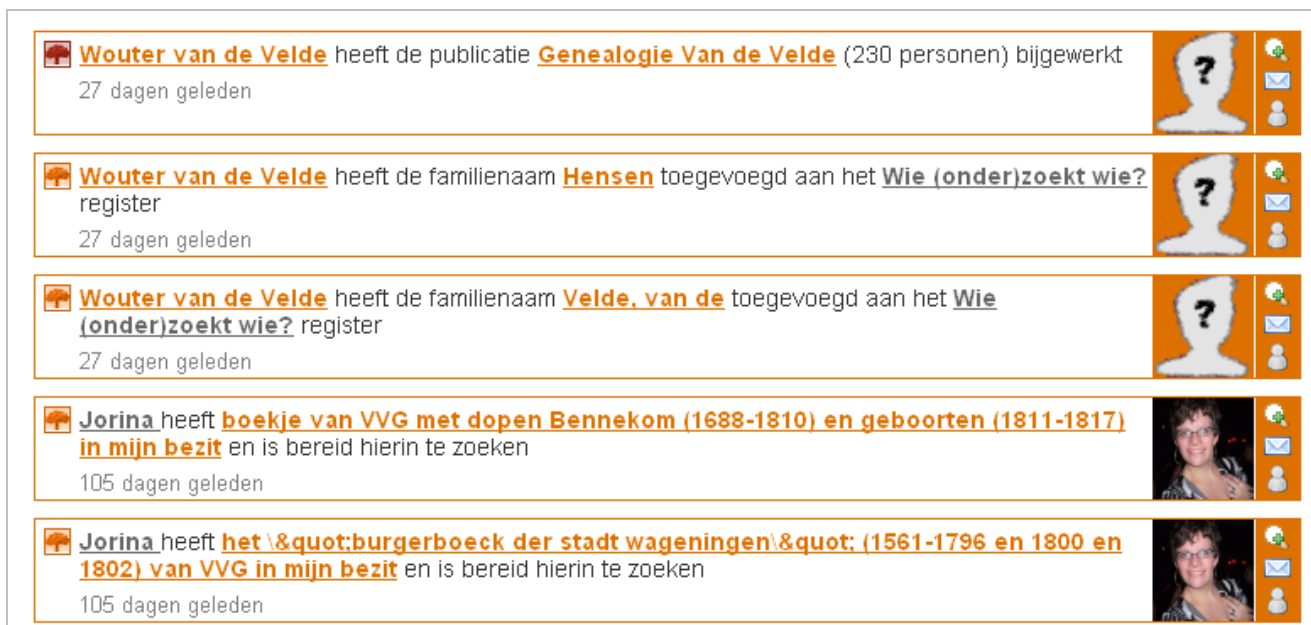 Wouter van de Velde heeft de publicatie Genealogie Van de Velde (230 personen) bijgewerkt
27 dagen geleden
?
Wouter van de Velde heeft de familienaam Hensen toegevoegd aan het Wie (onder)zoekt wie?
register
27 dagen geleden
?
Wouter van de Velde heeft de familienaam Velde, van de toegevoegd aan het Wie
(onder)zoekt wie? register
27 dagen geleden
?
Jorina heeft boekje van VVG met dopen Bennekom (1688-1810) en geboorten (1811-1817)
in mijn bezit en is bereid hierin te zoeken
105 dagen geleden
Jorina heeft het \&quot;burgerboeck der stadt wageningen\&quot; (1561-1796 en 1800 en
1802) van VVG in mijn bezit en is bereid hierin te zoeken
105 dagen geleden